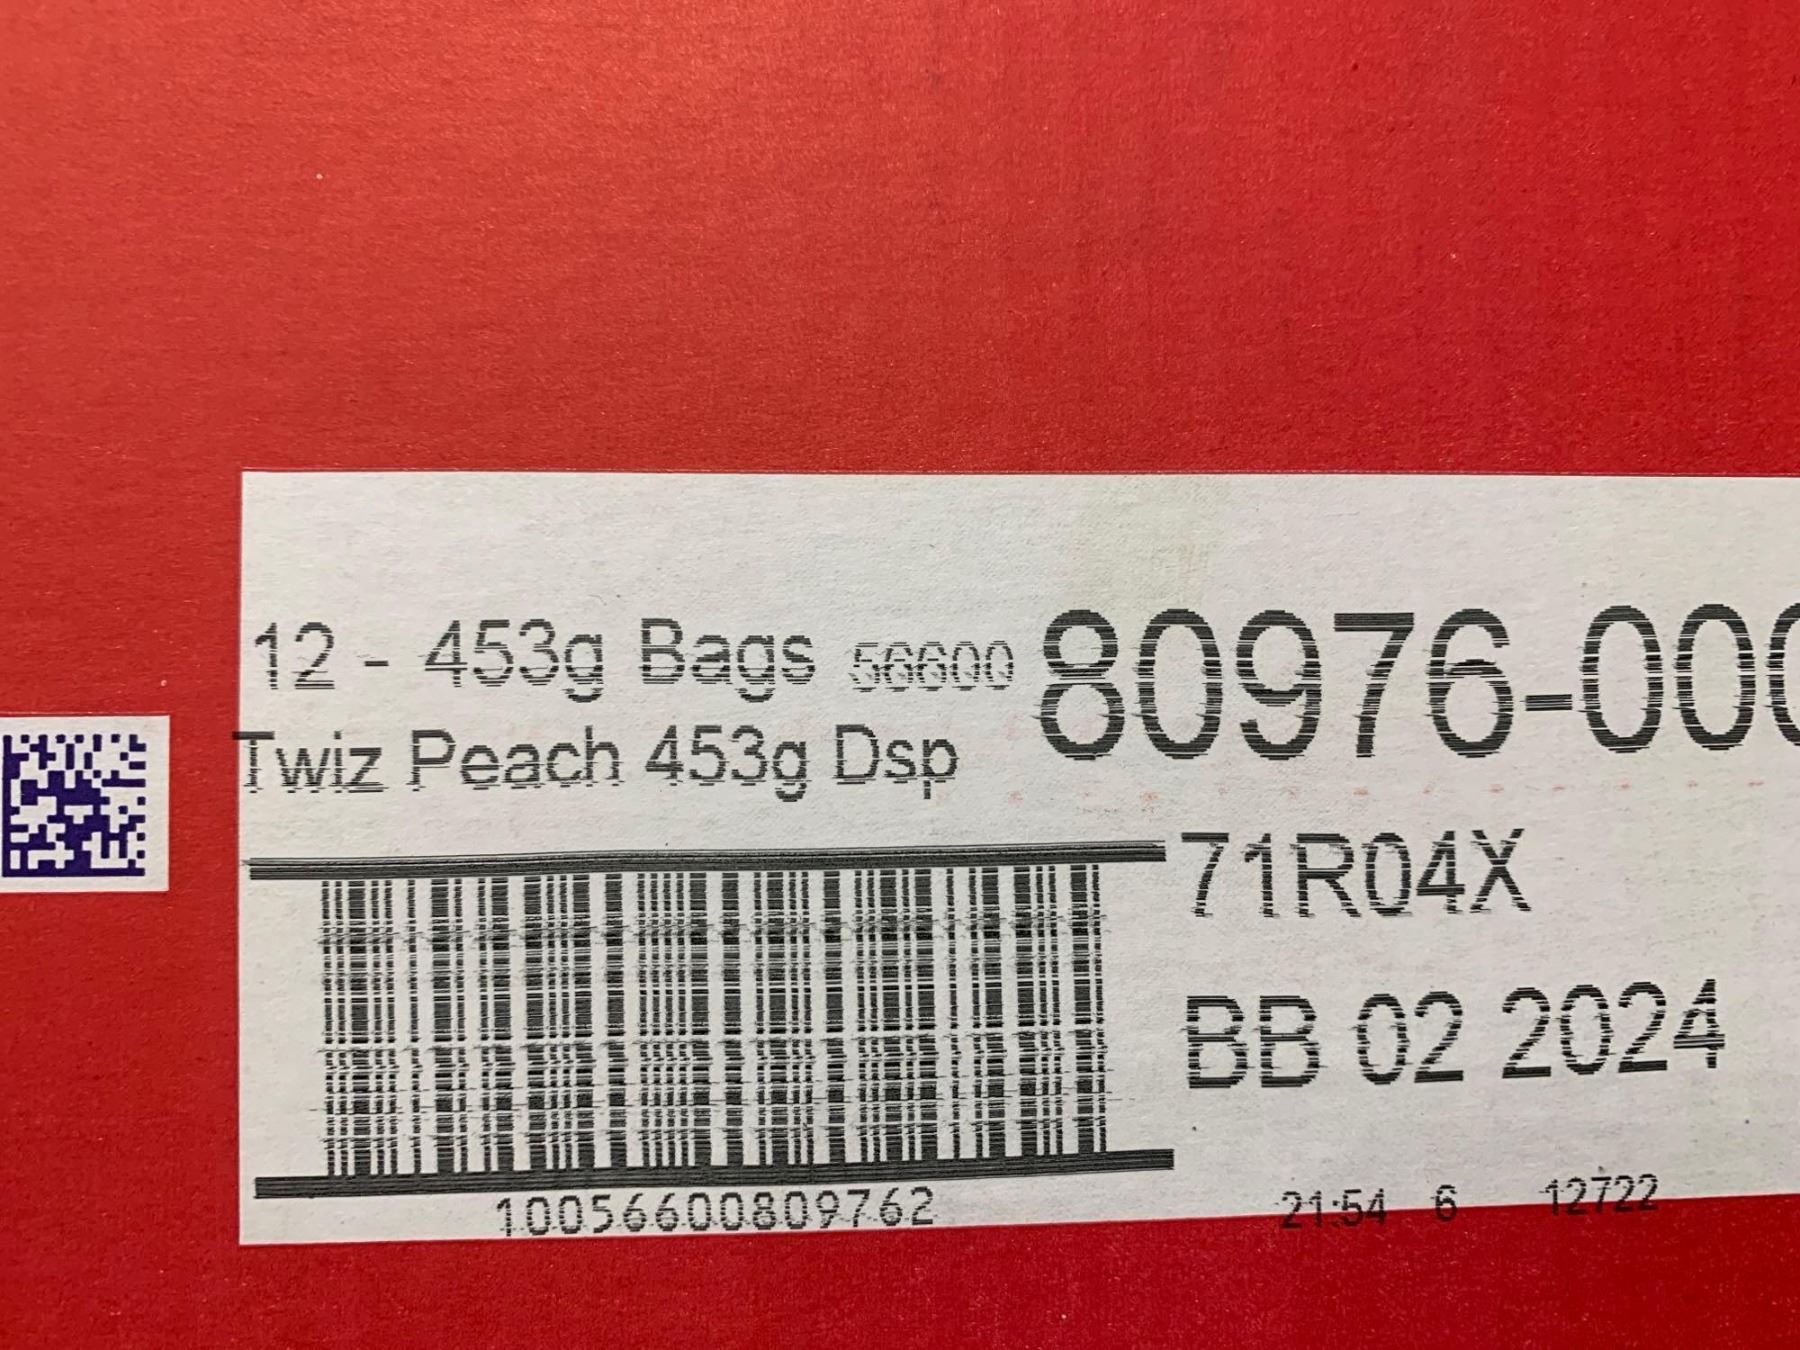 12 - 453g Bags 56600 80976-000
Twiz Peach 453g Dsp
71R04X
BB 02 2024
10056600809762
21:54 6 12722